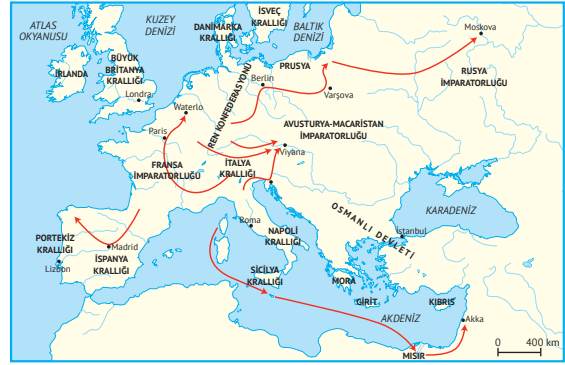 ATLAS
OKYANUSU
KUZEY
DENİZİ
DANİMARKA
KRALLIĞI
İSVEÇ
KRALLIĞI
BALTIK
DENİZİ
Moskova
İRLANDA
BÜYÜK
BRİTANYA
KRALLIĞI
Londra
PRUSYA
Berlin
Varşova
RUSYA
İMPARATORLUĞU
Waterlo
REN KONFEDERASYONU
Paris
AVUSTURYA-MACARİSTAN
İMPARATORLUĞU
Viyana
FRANSA
İMPARATORLUĞU
İTALYA
KRALLIĞI
PORTEKİZ
KRALLIĞI
Lizbon
Madrid
İSPANYA
KRALLIĞI
Roma
NAPOLİ
KRALLIĞI
OSMANLI DEVLETİ
KARADENİZ
İstanbul
SİCİLYA
KRALLIĞI
MORA
GİRİT
KIBRIS
AKDENİZ
Akka
MISIR
0 400 km